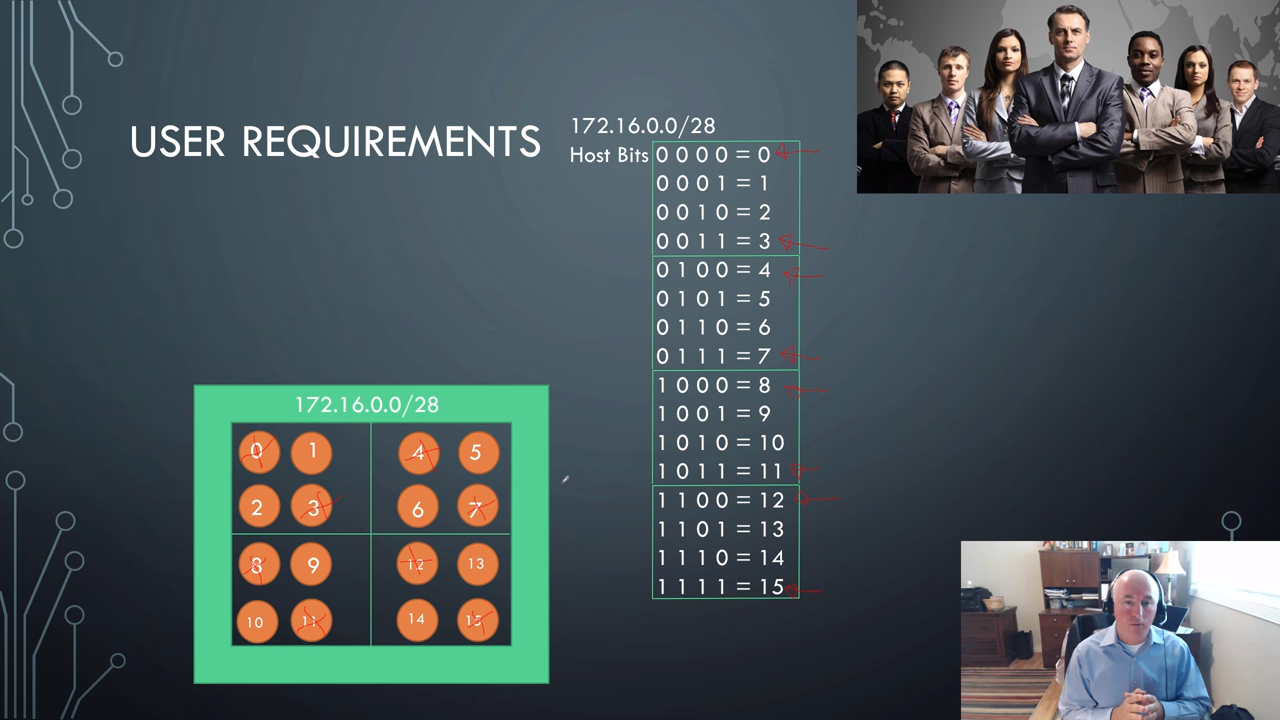 USER REQUIREMENTS
172.16.0.0/28
Host Bits 0 0 0 0 = 0
0 0 0 1 = 1
0 0 1 0 = 2
0 0 1 1 = 3
0 1 0 0 = 4
0 1 0 1 = 5
0 1 1 0 = 6
0 1 1 1 = 7
1 0 0 0 = 8
1 0 0 1 = 9
1 0 1 0 = 10
1 0 1 1 = 11
1 1 0 0 = 12
1 1 0 1 = 13
1 1 1 0 = 14
1 1 1 1 = 15
172.16.0.0/28
0 1 4 5
2 3 6 7
8 9 12 13
10 11 14 15